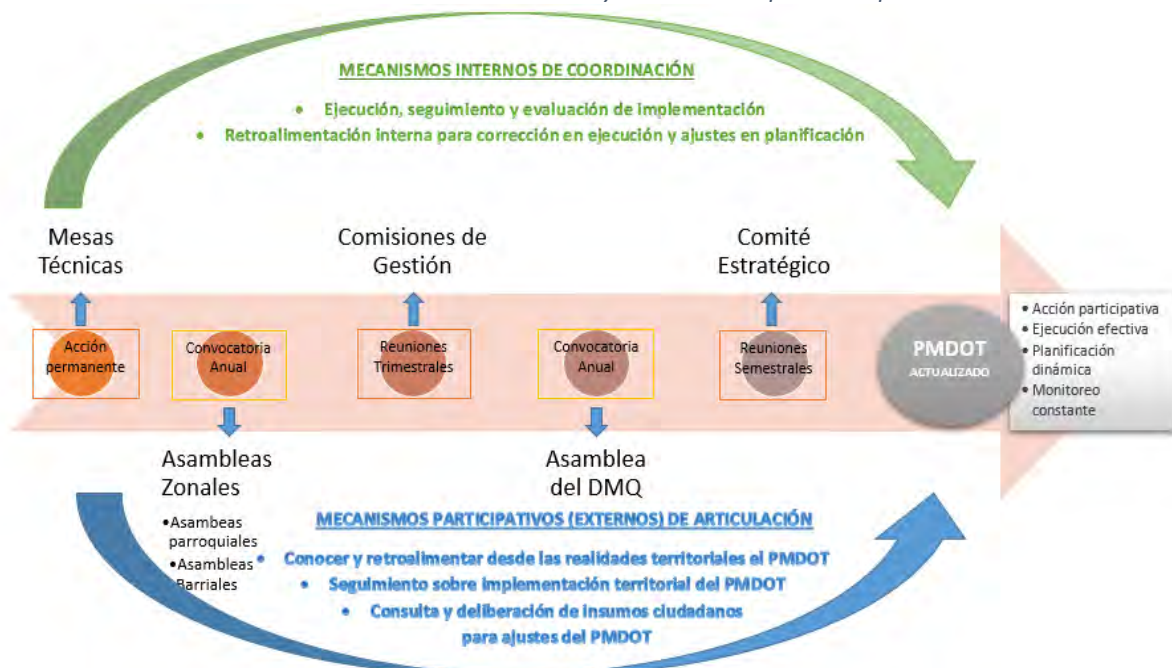 MECANISMOS INTERNOS DE COORDINACIÓN
• Ejecución, seguimiento y evaluación de implementación
• Retroalimentación interna para corrección en ejecución y ajustes en planificación
Mesas
Técnicas
Comisiones de
Gestión
Comité
Estratégico
Acción
permanente
Convocatoria
Anual
Reuniones
Trimestrales
Convocatoria
Anual
Reuniones
Semestrales
PMDOT
ACTUALIZADO
• Acción participativa
• Ejecución efectiva
• Planificación
dinámica
• Monitoreo
constante
Asambleas
Zonales
•Asambeas
parroquiales
•Asambleas
Barriales
Asamblea
del DMQ
MECANISMOS PARTICIPATIVOS (EXTERNOS) DE ARTICULACIÓN
• Conocer y retroalimentar desde las realidades territoriales el PMDOT
• Seguimiento sobre implementación territorial del PMDOT
• Consulta y deliberación de insumos ciudadanos
para ajustes del PMDOT